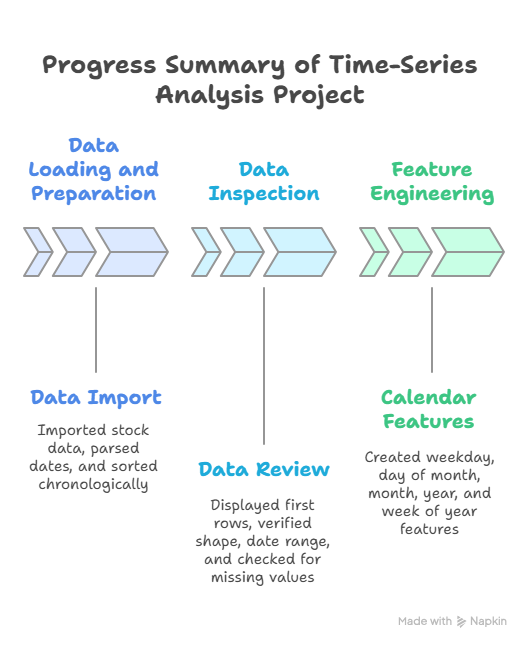 Progress Summary of Time-Series
Analysis Project
Data
Loading and
Preparation
Data
Inspection
Feature
Engineering
Data Import
Imported stock
data, parsed
dates, and sorted
chronologically
Data Review
Displayed first
rows, verified
shape, date range,
and checked for
missing values
Calendar
Features
Created weekday,
day of month,
month, year, and
week of year
features
Made with Napkin